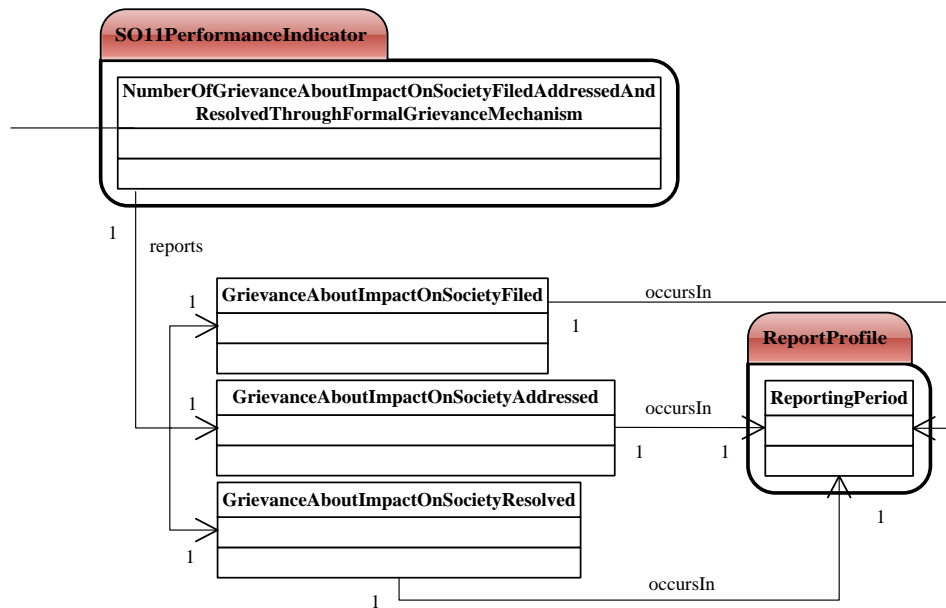 SO11PerformanceIndicator
NumberOfGrievanceAboutImpactOnSocietyFiledAddressedAnd
ResolvedThroughFormalGrievanceMechanism
1
reports
GrievanceAboutImpactOnSocietyFiled
occursIn
1
1
ReportProfile
GrievanceAboutImpactOnSocietyAddressed
ReportingPeriod
1
occursIn
1
1
GrievanceAboutImpactOnSocietyResolved
1
1
occursIn
1